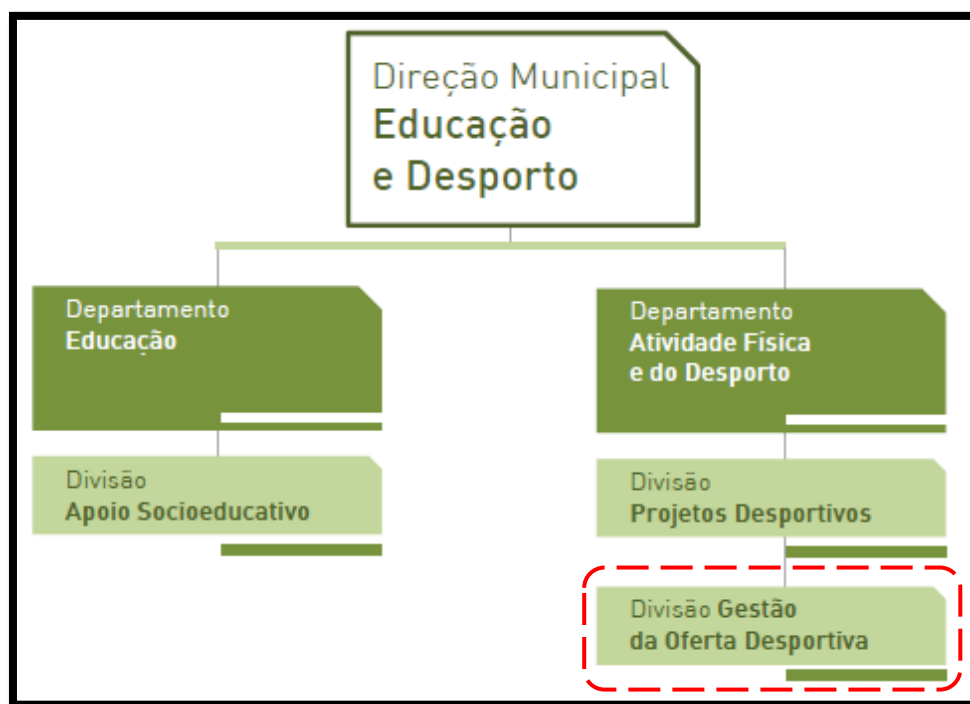 Direção Municipal
Educação
e Desporto
Departamento
Educação
Divisão
Apoio Socioeducativo
Departamento
Atividade Física
e do Desporto
Divisão
Projetos Desportivos
Divisão Gestão
da Oferta Desportiva